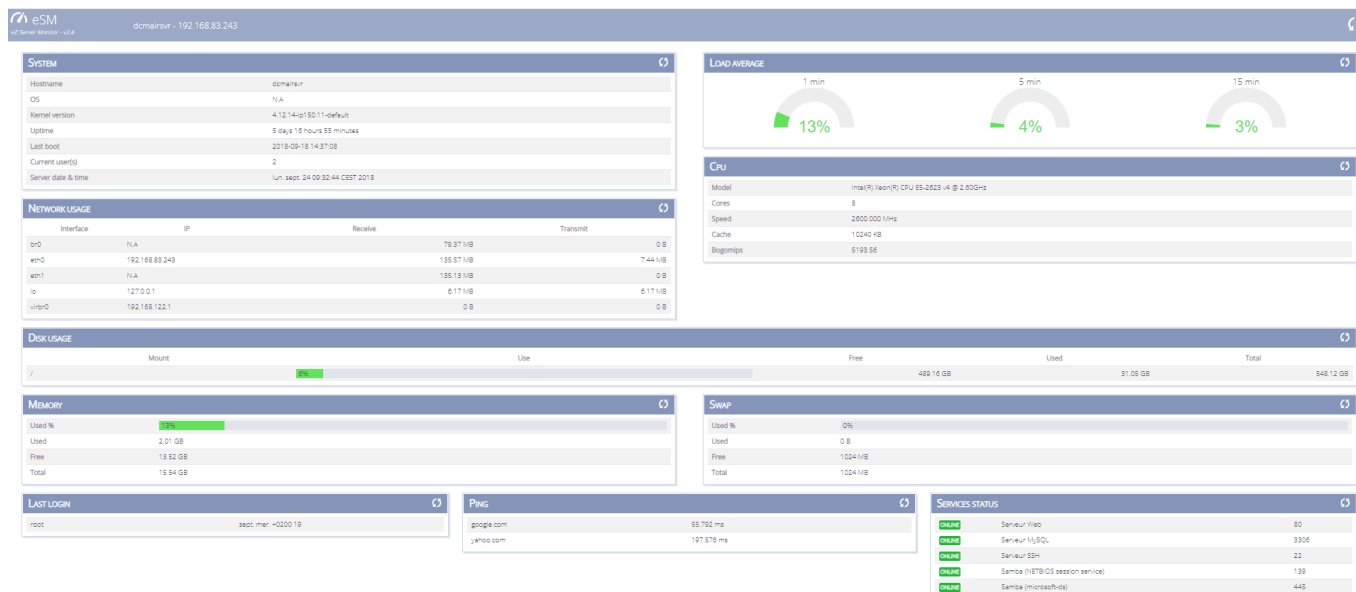 eSM
eZ Server Monitor - v2.4
dcmairsvr - 192.168.83.243
SYSTEM
Hostname dcmairsvr
OS N.A
Kernel version 4.12.14-lp150.11-default
Uptime 5 days 16 hours 55 minutes
Last boot 2018-09-18 14:37:08
Current user(s) 2
Server date & time lun. sept. 24 09:32:44 CEST 2018
LOAD AVERAGE
1 min 5 min 15 min
13% 4% 3%
CPU
Model Intel(R) Xeon(R) CPU E5-2623 v4 @ 2.60GHz
Cores 8
Speed 2600.000 MHz
Cache 10240 KB
Bogomips 5193.56
NETWORK USAGE
Interface IP Receive Transmit
br0 N.A 79.37 MB 0 B
eth0 192.168.83.243 135.57 MB 7.44 MB
eth1 N.A 135.13 MB 0 B
lo 127.0.0.1 6.17 MB 6.17 MB
virbr0 192.168.122.1 0 B 0 B
DISK USAGE
Mount Use Free Used Total
/ 6% 489.16 GB 31.05 GB 548.12 GB
MEMORY
Used % 13%
Used 2.01 GB
Free 13.52 GB
Total 15.54 GB
SWAP
Used % 0%
Used 0 B
Free 1024 MB
Total 1024 MB
LAST LOGIN
root sept. mer. +0200 19
PING
google.com 55.792 ms
yahoo.com 197.576 ms
SERVICES STATUS
ONLINE Serveur Web 80
ONLINE Serveur MySQL 3306
ONLINE Serveur SSH 22
ONLINE Samba (NETBIOS session service) 139
ONLINE Samba (microsoft-ds) 445